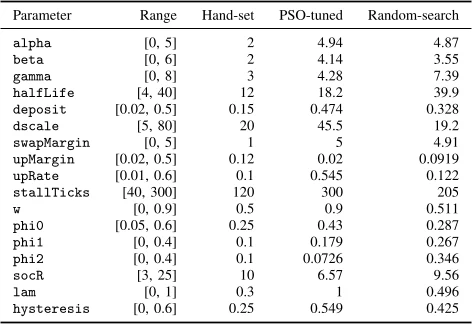 Parameter Range Hand-set PSO-tuned Random-search
alpha [0, 5] 2 4.94 4.87
beta [0, 6] 2 4.14 3.55
gamma [0, 8] 3 4.28 7.39
halfLife [4, 40] 12 18.2 39.9
deposit [0.02, 0.5] 0.15 0.474 0.328
dscale [5, 80] 20 45.5 19.2
swapMargin [0, 5] 1 5 4.91
upMargin [0.02, 0.5] 0.12 0.02 0.0919
upRate [0.01, 0.6] 0.1 0.545 0.122
stallTicks [40, 300] 120 300 205
w [0, 0.9] 0.5 0.9 0.511
phi0 [0.05, 0.6] 0.25 0.43 0.287
phi1 [0, 0.4] 0.1 0.179 0.267
phi2 [0, 0.4] 0.1 0.0726 0.346
socR [3, 25] 10 6.57 9.56
lam [0, 1] 0.3 1 0.496
hysteresis [0, 0.6] 0.25 0.549 0.425